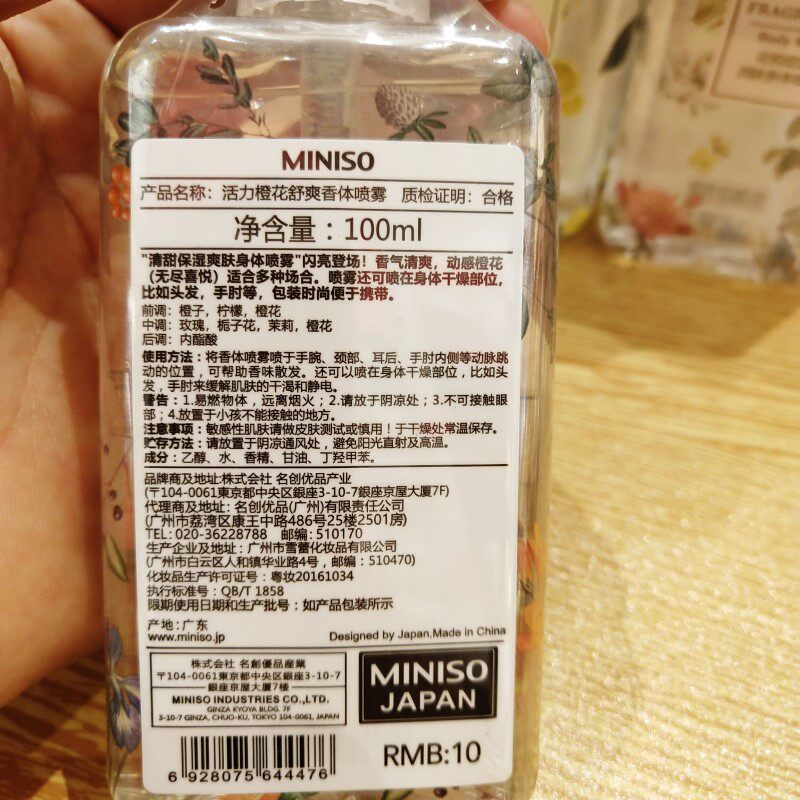 MINISO
产品名称：活力橙花舒爽香体喷雾 质检证明：合格
净含量：100ml
"清甜保湿爽肤身体喷雾"闪亮登场！香气清爽，动感橙花
（无尽喜悦）适合多种场合。喷雾还可喷在身体干燥部位，
比如头发，手肘等，包装时尚便于携带。
前调：橙子，柠檬，橙花
中调：玫瑰，栀子花，茉莉，橙花
后调：内酯酸
使用方法：将香体喷雾喷于手腕、颈部、耳后、手肘内侧等动脉跳
动的位置，可帮助香味散发。还可以喷在身体干燥部位，比如头
发，手肘来缓解肌肤的干渴和静电。
警告：1.易燃物体，远离烟火；2.请放于阴凉处；3.不可接触眼
部；4.放置于小孩不能接触的地方。
注意事项：敏感性肌肤请做皮肤测试或慎用！于干燥处常温保存。
贮存方法：请放置于阴凉通风处，避免阳光直射及高温。
成分：乙醇、水、香精、甘油、丁羟甲苯。
品牌商及地址:株式会社 名创优品产业
(〒104-0061東京都中央区銀座3-10-7銀座京屋大厦7F)
代理商及地址: 名创优品(广州)有限责任公司
(广州市荔湾区康王中路486号25楼2501房)
TEL:020-36228788 邮编:510170
生产企业及地址：广州市雪蕾化妆品有限公司
(广州市白云区人和镇华业路4号，邮编：510470)
化妆品生产许可证号：粤妆20161034
执行标准号：QB/T 1858
限期使用日期和生产批号：如产品包装所示
产地:广东
www.miniso.jp Designed by Japan,Made in China
株式会社 名創優品産業
〒104-0061東京都中央区銀座3-10-7
銀座京屋大厦7楼
MINISO INDUSTRIES CO.,LTD.
GINZA KYOYA BLDG. 7F
3-10-7 GINZA, CHUO-KU, TOKYO 104-0061, JAPAN
MINISO
JAPAN
6 928075 644476
RMB:10